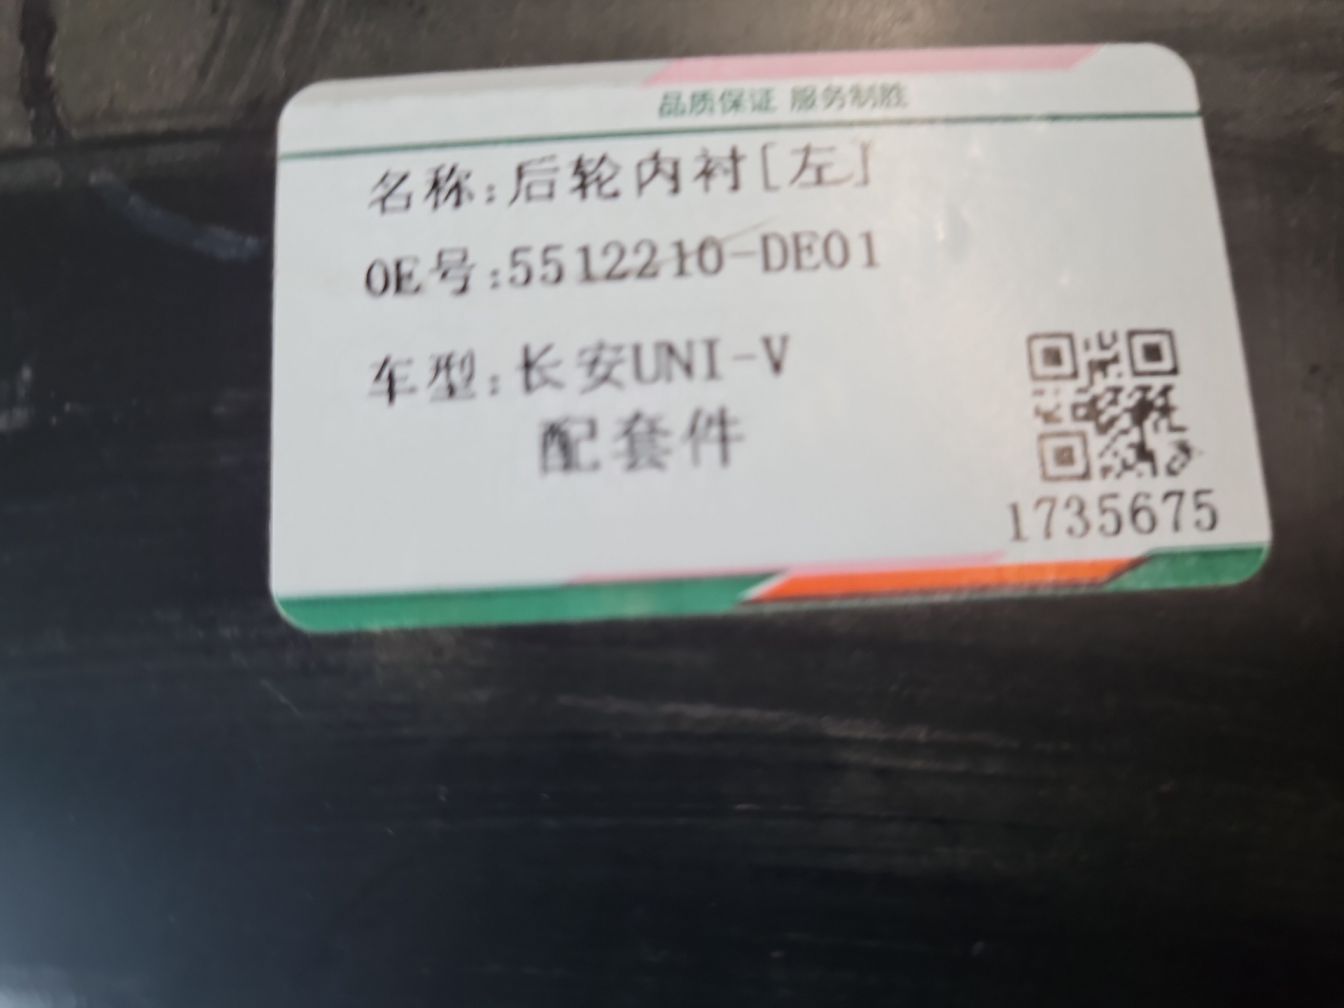 品质保证 服务制胜
名称:后轮内衬[左]
OE号:5512210-DE01
车型:长安UNI-V
配套件
1735675